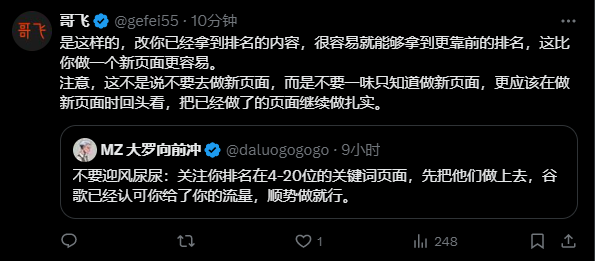 哥飞 @gefei55 · 10分钟
是这样的，改你已经拿到排名的内容，很容易就能够拿到更靠前的排名，这比
你做一个新页面更容易。
注意，这不是说不要去做新页面，而是不要一味只知道做新页面，更应该在做
新页面时回头看，把已经做了的页面继续做扎实。
MZ 大罗向前冲 @daluogogogo · 9小时
不要迎风尿尿：关注你排名在4-20位的关键词页面，先把他们做上去，谷
歌已经认可你给了你的流量，顺势做就行。
1 248